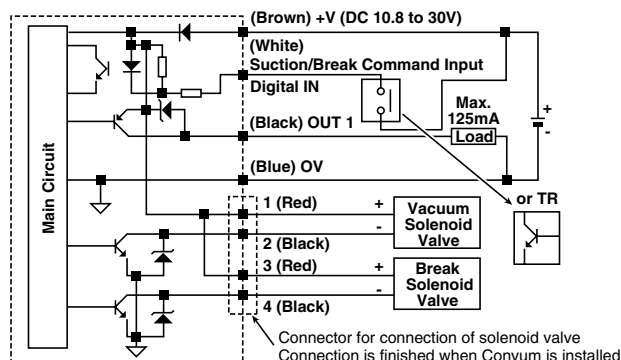 (Brown) +V (DC 10.8 to 30V)
(White)
Suction/Break Command Input
Digital IN
(Black) OUT 1
Max.
125mA
Load
+
-
(Blue) OV
Main Circuit
1 (Red)
+
Vacuum
Solenoid
Valve
-
2 (Black)
3 (Red)
+
Break
Solenoid
Valve
-
4 (Black)
or TR
Connector for connection of solenoid valve
Connection is finished when Convum is installed